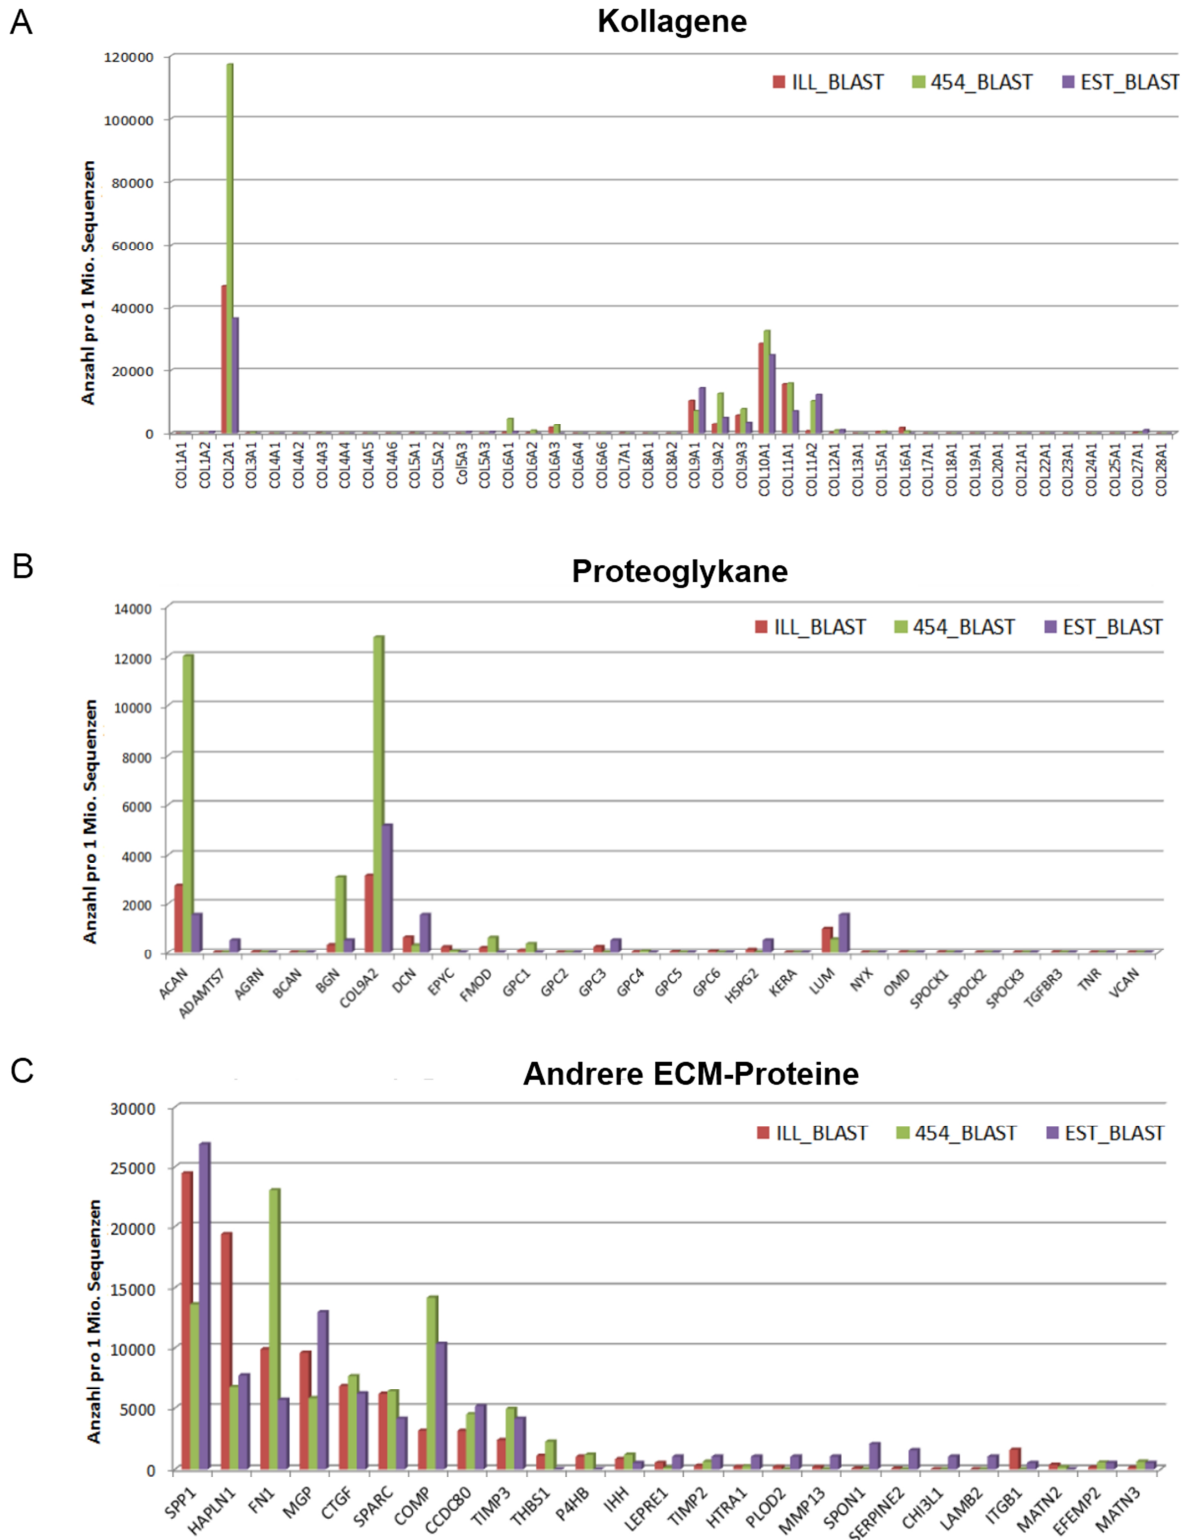 A
Kollagene
ILL_BLAST 454_BLAST EST_BLAST
Anzahl pro 1 Mio. Sequenzen
120000
100000
80000
60000
40000
20000
0
COL1A1 COL1A2 COL2A1 COL3A1 COL4A1 COL4A2 COL4A3 COL4A4 COL4A5 COL4A6 COL5A1 COL5A2 Col5A3 COL5A3 COL6A1 COL6A2 COL6A3 COL6A4 COL6A6 COL7A1 COL8A1 COL8A2 COL9A1 COL9A2 COL9A3 COL10A1 COL11A1 COL11A2 COL12A1 COL13A1 COL15A1 COL16A1 COL17A1 COL18A1 COL19A1 COL20A1 COL21A1 COL22A1 COL23A1 COL24A1 COL25A1 COL27A1 COL28A1
B
Proteoglykane
ILL_BLAST 454_BLAST EST_BLAST
Anzahl pro 1 Mio. Sequenzen
14000
12000
10000
8000
6000
4000
2000
0
ACAN ADAMTS7 AGRN BCAN BGN COL9A2 DCN EPYC FMOD GPC1 GPC2 GPC3 GPC4 GPC5 GPC6 HSPG2 KERA LUM NYX OMD SPOCK1 SPOCK2 SPOCK3 TGFBR3 TNR VCAN
C
Andrere ECM-Proteine
ILL_BLAST 454_BLAST EST_BLAST
Anzahl pro 1 Mio. Sequenzen
30000
25000
20000
15000
10000
5000
0
SPP1 HAPLN1 FN1 MGP CTGF SPARC COMP CCDC80 TIMP3 THBS1 P4HB IHH LEPRE1 TIMP2 HTRA1 PLOD2 MMP13 SPON1 SERPINE2 CHI3L1 LAMB2 ITGB1 MATN2 EFEMP2 MATN3